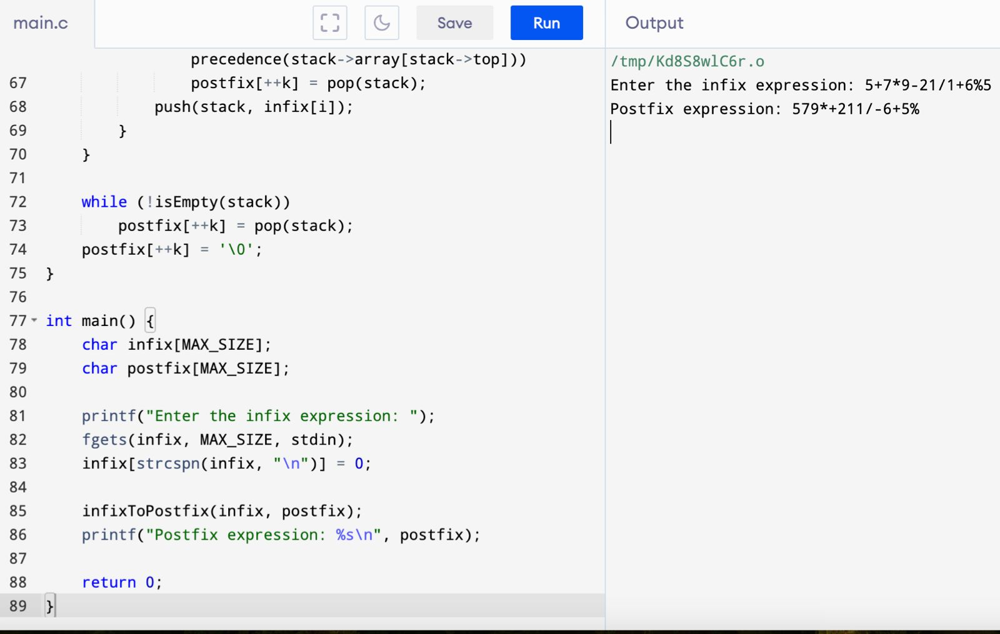 main.c
Save
Run
Output
precedence(stack->array[stack->top]))
67 postfix[++k] = pop(stack);
68 push(stack, infix[i]);
69 }
70 }
71
72 while (!isEmpty(stack))
73 postfix[++k] = pop(stack);
74 postfix[++k] = '\0';
75 }
76
77 int main() {
78 char infix[MAX_SIZE];
79 char postfix[MAX_SIZE];
80
81 printf("Enter the infix expression: ");
82 fgets(infix, MAX_SIZE, stdin);
83 infix[strcspn(infix, "\n")] = 0;
84
85 infixToPostfix(infix, postfix);
86 printf("Postfix expression: %s\n", postfix);
87
88 return 0;
89 }
/tmp/Kd8S8wlC6r.o
Enter the infix expression: 5+7*9-21/1+6%5
Postfix expression: 579*+211/-6+5%